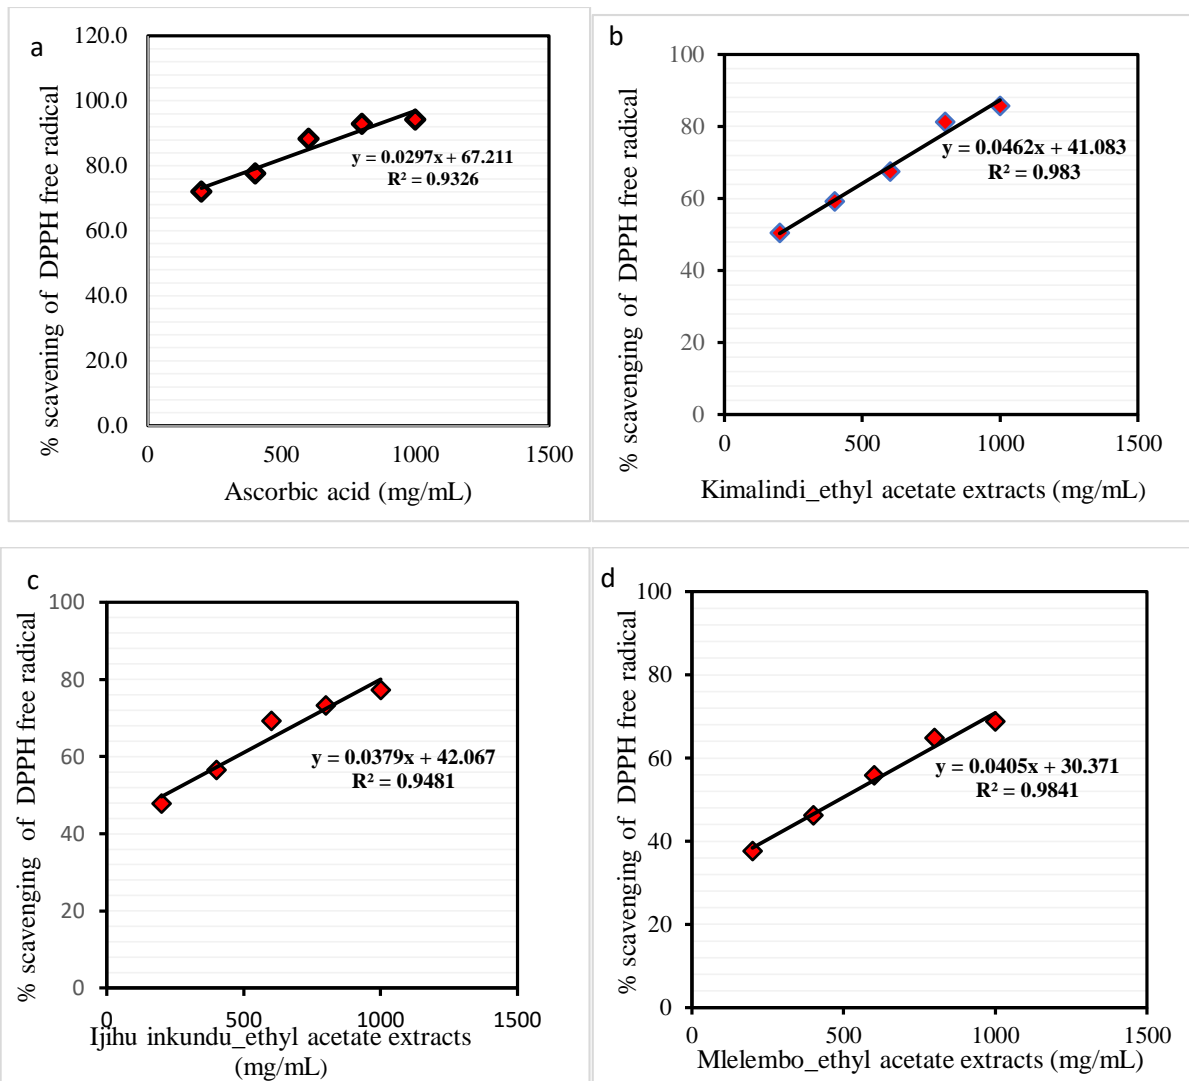 a
% scavening of DPPH free radical
120.0
100.0
80.0
60.0
40.0
20.0
0.0
y = 0.0297x + 67.211
R² = 0.9326
0 500 1000 1500
Ascorbic acid (mg/mL)
b
% scavenging of DPPH free radical
100
80
60
40
20
0
y = 0.0462x + 41.083
R² = 0.983
0 500 1000 1500
Kimalindi_ethyl acetate extracts (mg/mL)
c
% scavenging of DPPH free radical
100
80
60
40
20
0
y = 0.0379x + 42.067
R² = 0.9481
0 500 1000 1500
Ijihu inkundu_ethyl acetate extracts
(mg/mL)
d
% scavenging of DPPH free radical
100
80
60
40
20
0
y = 0.0405x + 30.371
R² = 0.9841
0 500 1000 1500
Mlelembo_ethyl acetate extracts (mg/mL)